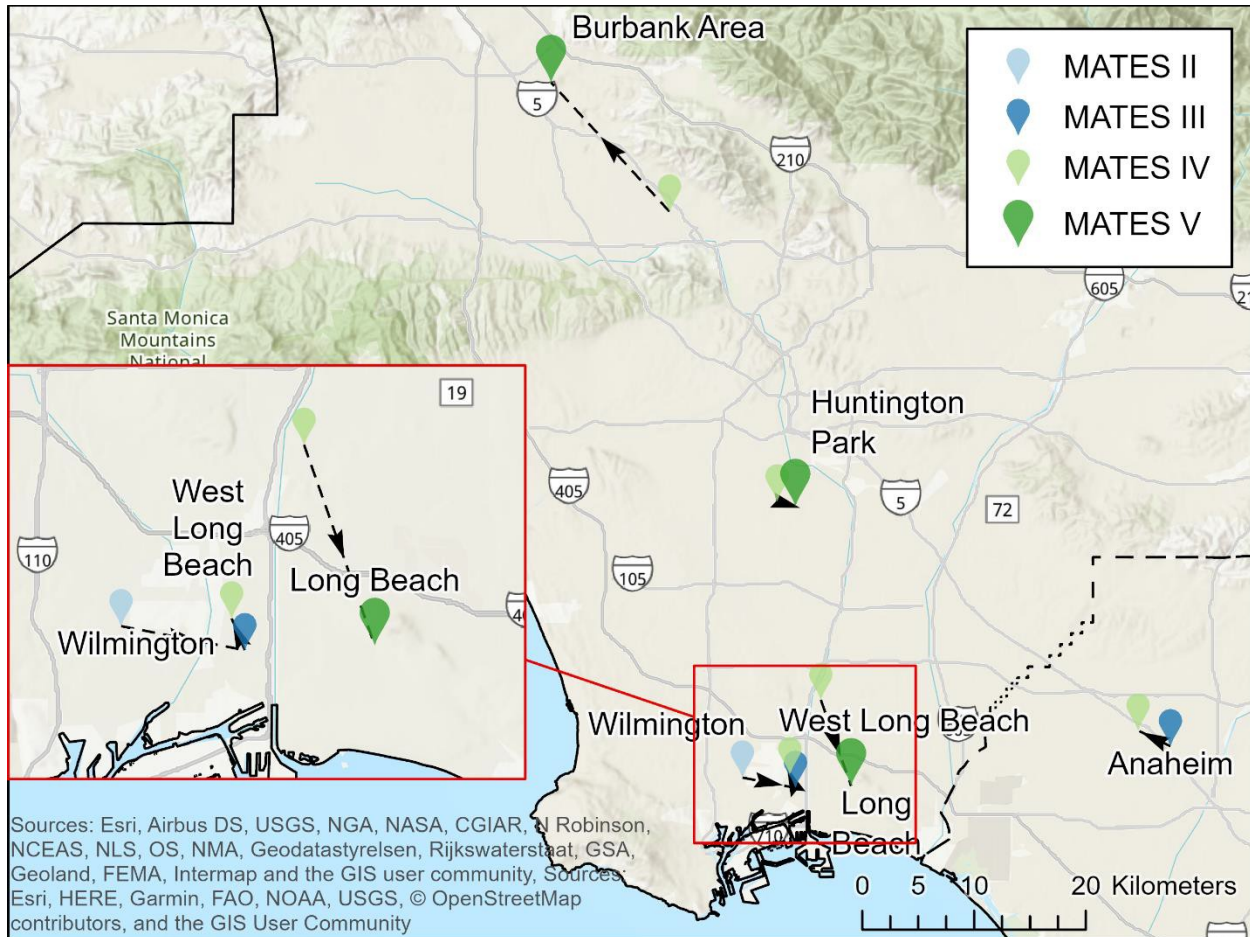 Burbank Area
MATES II
MATES III
MATES IV
MATES V
5
210
605
Santa Monica
Mountains
National
19
Huntington
Park
405
5
72
West
Long
Beach
405
110
Long Beach
105
Wilmington
Wilmington
West Long Beach
Anaheim
Long
Beach
710
Sources: Esri, Airbus DS, USGS, NGA, NASA, CGIAR, N Robinson,
NCEAS, NLS, OS, NMA, Geodatastyrelsen, Rijkswaterstaat, GSA,
Geoland, FEMA, Intermap and the GIS user community, Sources:
Esri, HERE, Garmin, FAO, NOAA, USGS, © OpenStreetMap
contributors, and the GIS User Community
0 5 10 20 Kilometers